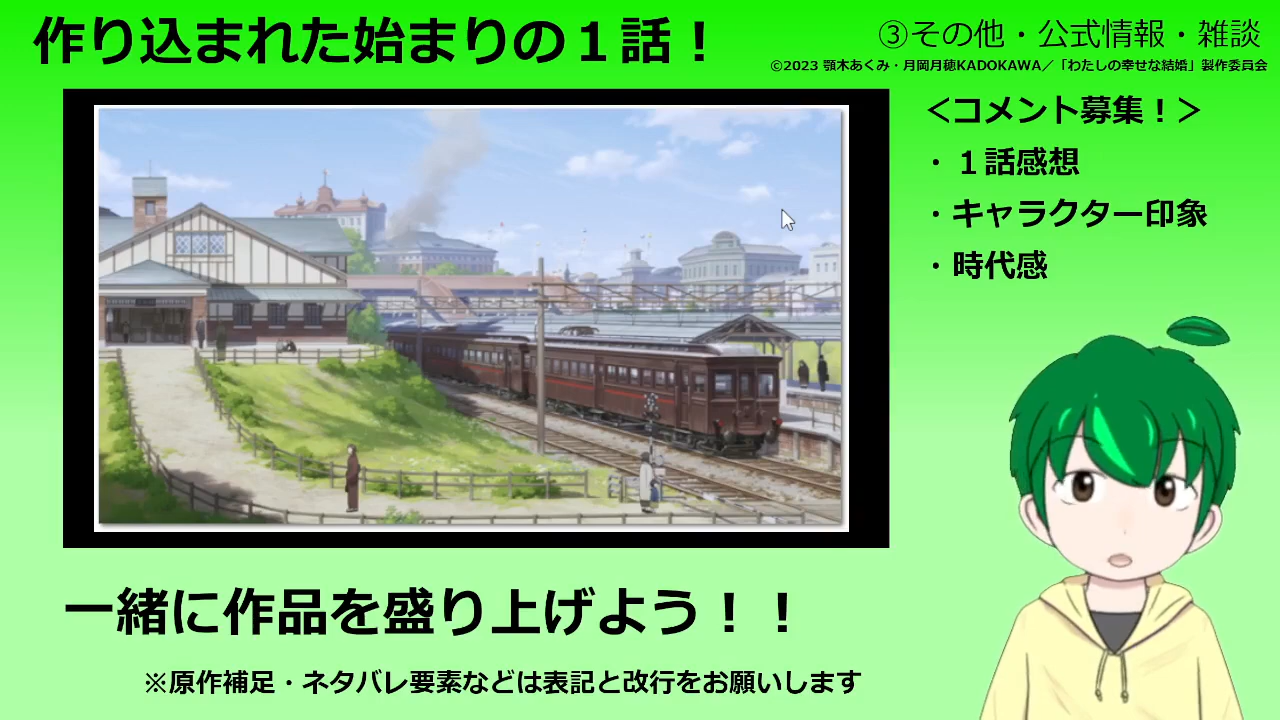 作り込まれた始まりの１話！
③その他・公式情報・雑談
©2023 顎木あくみ・月岡月穂KADOKAWA／「わたしの幸せな結婚」製作委員会
＜コメント募集！＞
・１話感想
・キャラクター印象
・時代感
一緒に作品を盛り上げよう！！
※原作補足・ネタバレ要素などは表記と改行をお願いします